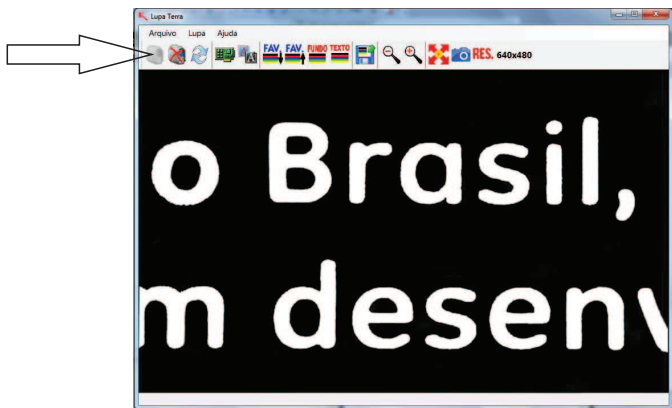 Lupa Terra
Arquivo Lupa Ajuda
FAV. FAV. FUNDO TEXTO RES. 640x480
o Brasil,
m desenv